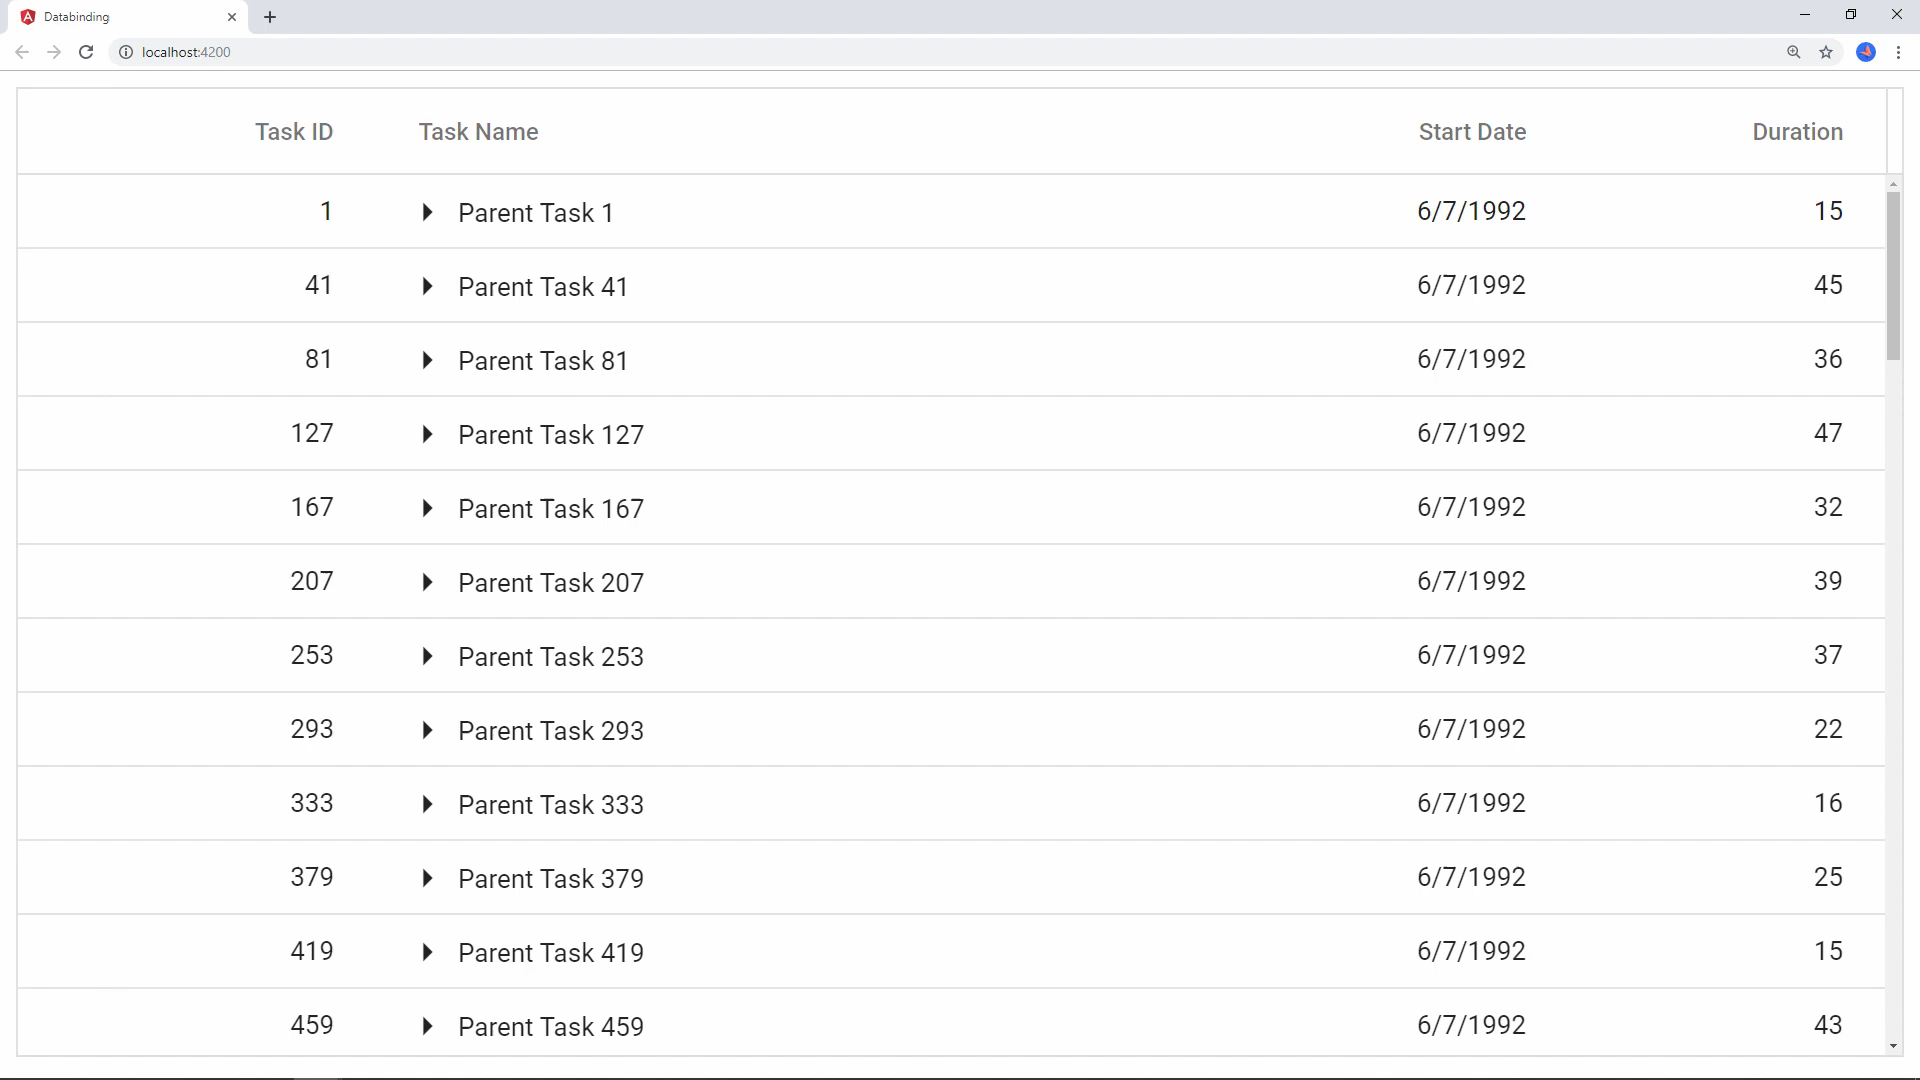 Databinding
localhost:4200
Task ID Task Name Start Date Duration
1 Parent Task 1 6/7/1992 15
41 Parent Task 41 6/7/1992 45
81 Parent Task 81 6/7/1992 36
127 Parent Task 127 6/7/1992 47
167 Parent Task 167 6/7/1992 32
207 Parent Task 207 6/7/1992 39
253 Parent Task 253 6/7/1992 37
293 Parent Task 293 6/7/1992 22
333 Parent Task 333 6/7/1992 16
379 Parent Task 379 6/7/1992 25
419 Parent Task 419 6/7/1992 15
459 Parent Task 459 6/7/1992 43